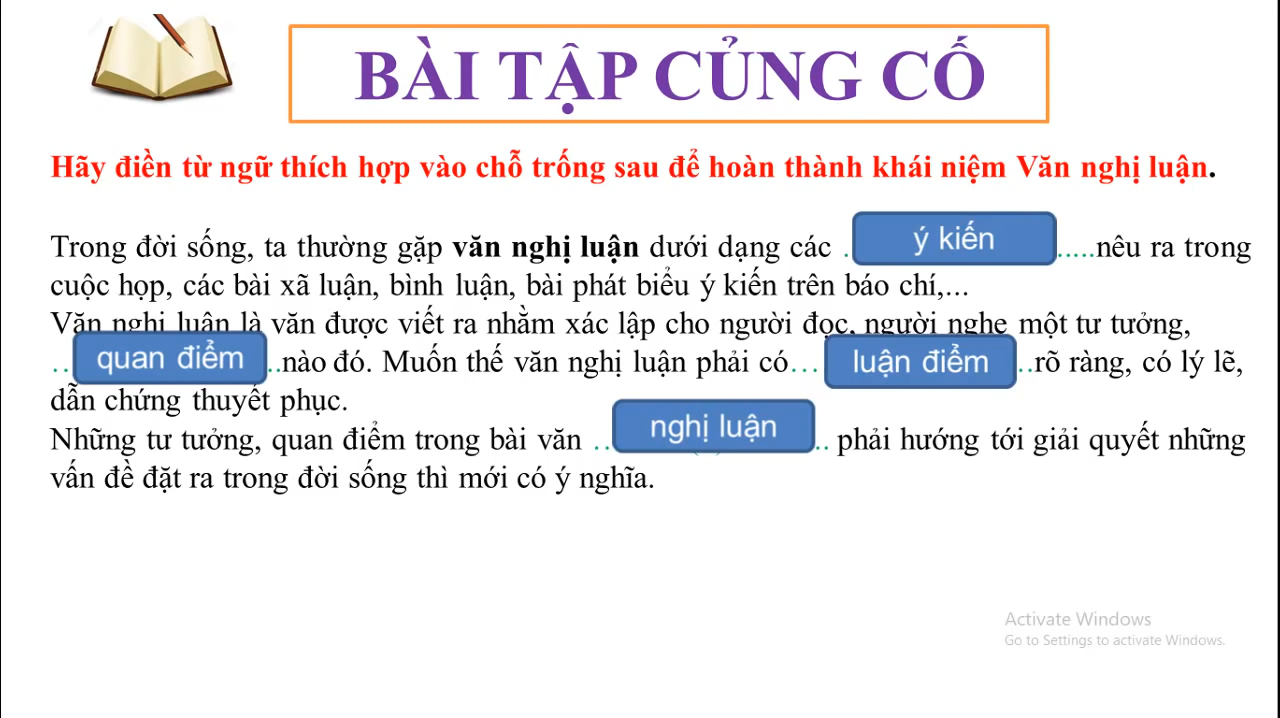 BÀI TẬP CỦNG CỐ
Hãy điền từ ngữ thích hợp vào chỗ trống sau để hoàn thành khái niệm Văn nghị luận.
Trong đời sống, ta thường gặp văn nghị luận dưới dạng các . ý kiến .....nêu ra trong
cuộc họp, các bài xã luận, bình luận, bài phát biểu ý kiến trên báo chí,...
Văn nghị luận là văn được viết ra nhằm xác lập cho người đọc, người nghe một tư tưởng,
.. quan điểm ..nào đó. Muốn thế văn nghị luận phải có... luận điểm ..rõ ràng, có lý lẽ,
dẫn chứng thuyết phục.
Những tư tưởng, quan điểm trong bài văn .. nghị luận .. phải hướng tới giải quyết những
vấn đề đặt ra trong đời sống thì mới có ý nghĩa.
Activate Windows
Go to Settings to activate Windows.